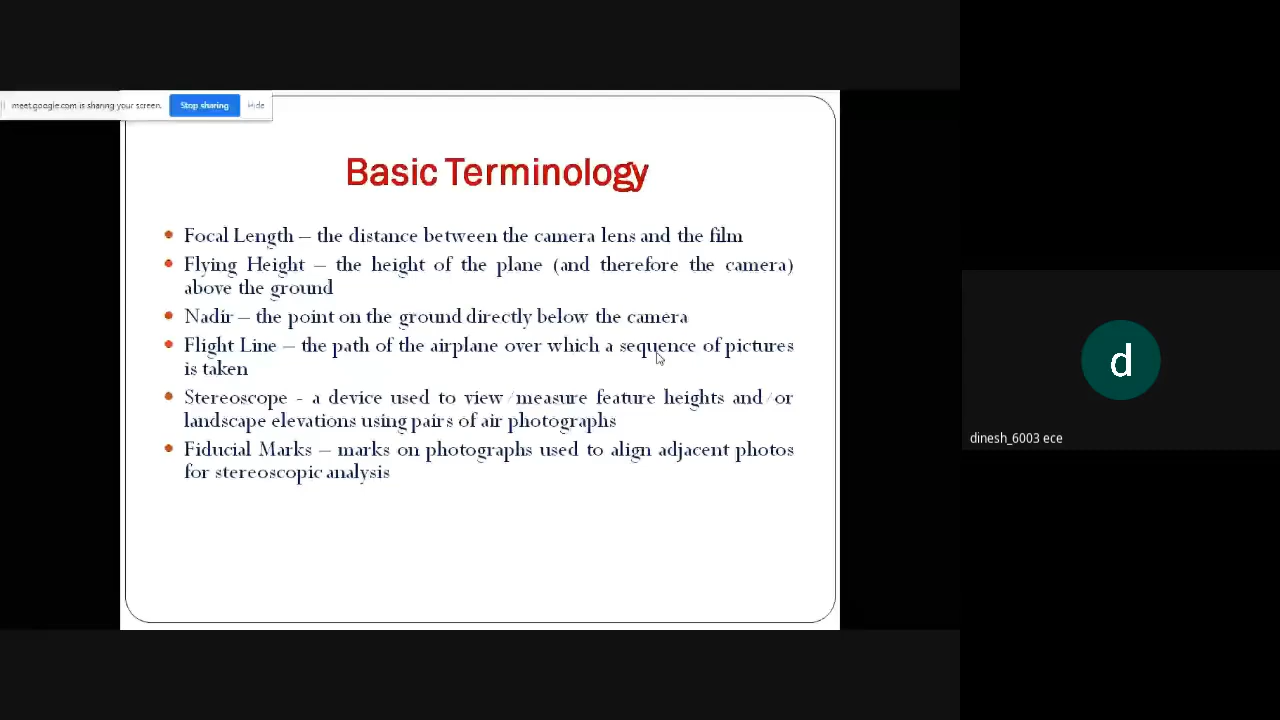 meet.google.com is sharing your screen.
Stop sharing
Hide
Basic Terminology
Focal Length – the distance between the camera lens and the film
Flying Height – the height of the plane (and therefore the camera)
above the ground
Nadir – the point on the ground directly below the camera
Flight Line – the path of the airplane over which a sequence of pictures
is taken
Stereoscope - a device used to view/measure feature heights and/or
landscape elevations using pairs of air photographs
Fiducial Marks – marks on photographs used to align adjacent photos
for stereoscopic analysis
d
dinesh_6003 ece